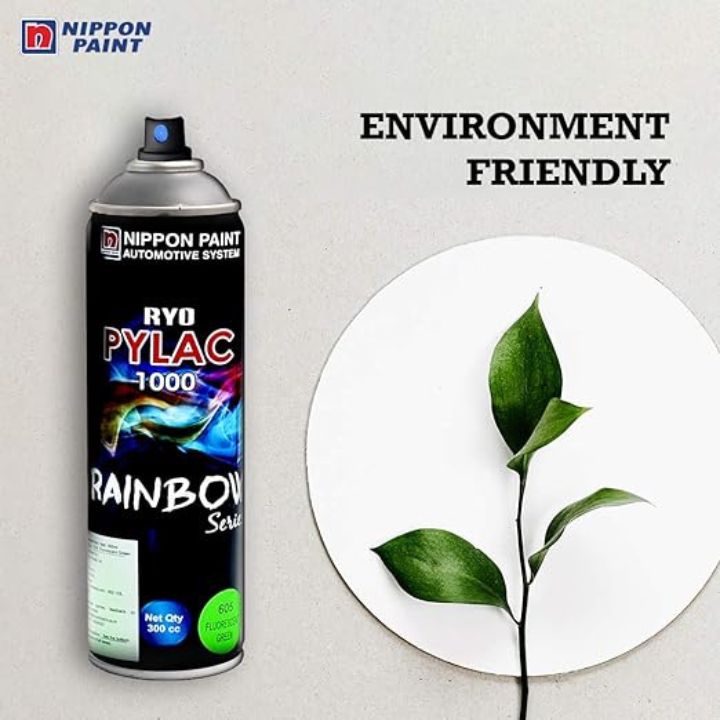 NIPPON
PAINT
ENVIRONMENT
FRIENDLY
NIPPON PAINT
AUTOMOTIVE SYSTEM
RYO
PYLAC
1000
RAINBOW
Serie
Net Qty
300 cc
605
FLUORESCENT
GREEN